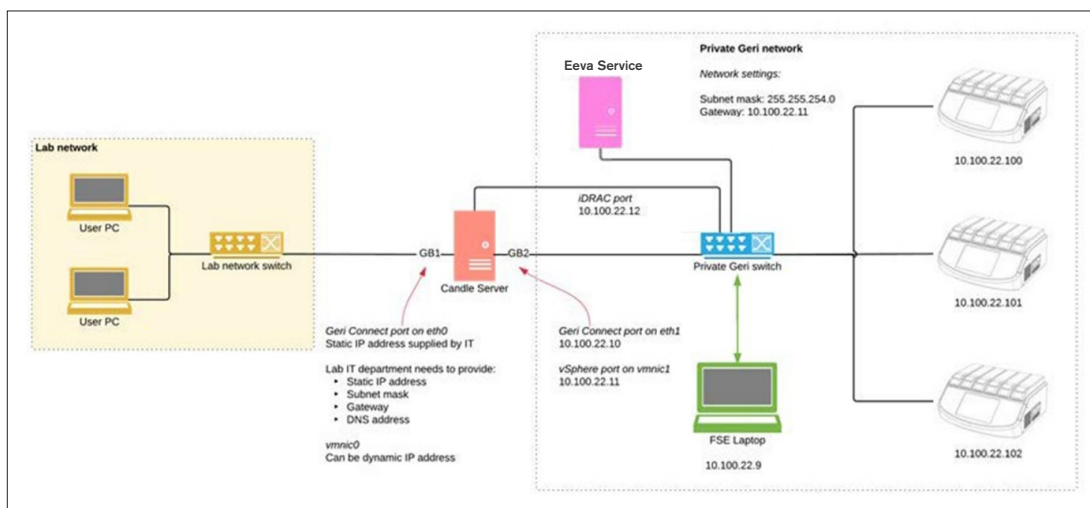 Private Geri network
Network settings:
Subnet mask: 255.255.254.0
Gateway: 10.100.22.11
Eeva Service
Lab network
User PC
User PC
Lab network switch
GB1
Candle Server
GB2
iDRAC port
10.100.22.12
Private Geri switch
10.100.22.100
10.100.22.101
10.100.22.102
Geri Connect port on eth0
Static IP address supplied by IT
Lab IT department needs to provide:
• Static IP address
• Subnet mask
• Gateway
• DNS address
vmnic0
Can be dynamic IP address
Geri Connect port on eth1
10.100.22.10
vSphere port on vmnic1
10.100.22.11
FSE Laptop
10.100.22.9